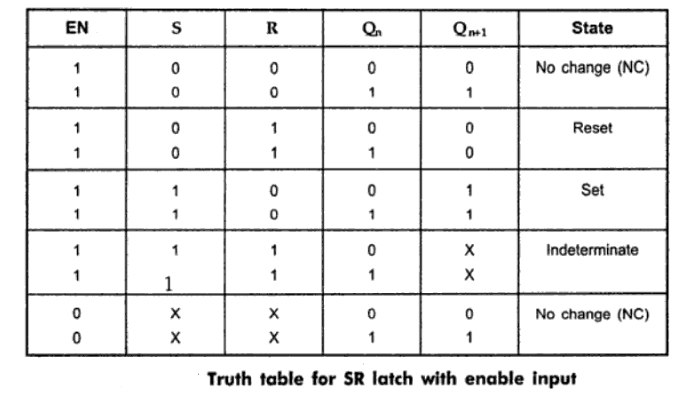 EN S R Qn Qn+1 State
1 0 0 0 0 No change (NC)
1 0 0 1 1
1 0 1 0 0 Reset
1 0 1 1 0
1 1 0 0 1 Set
1 1 0 1 1
1 1 1 0 X Indeterminate
1 1 1 1 X
0 X X 0 0 No change (NC)
0 X X 1 1
Truth table for SR latch with enable input